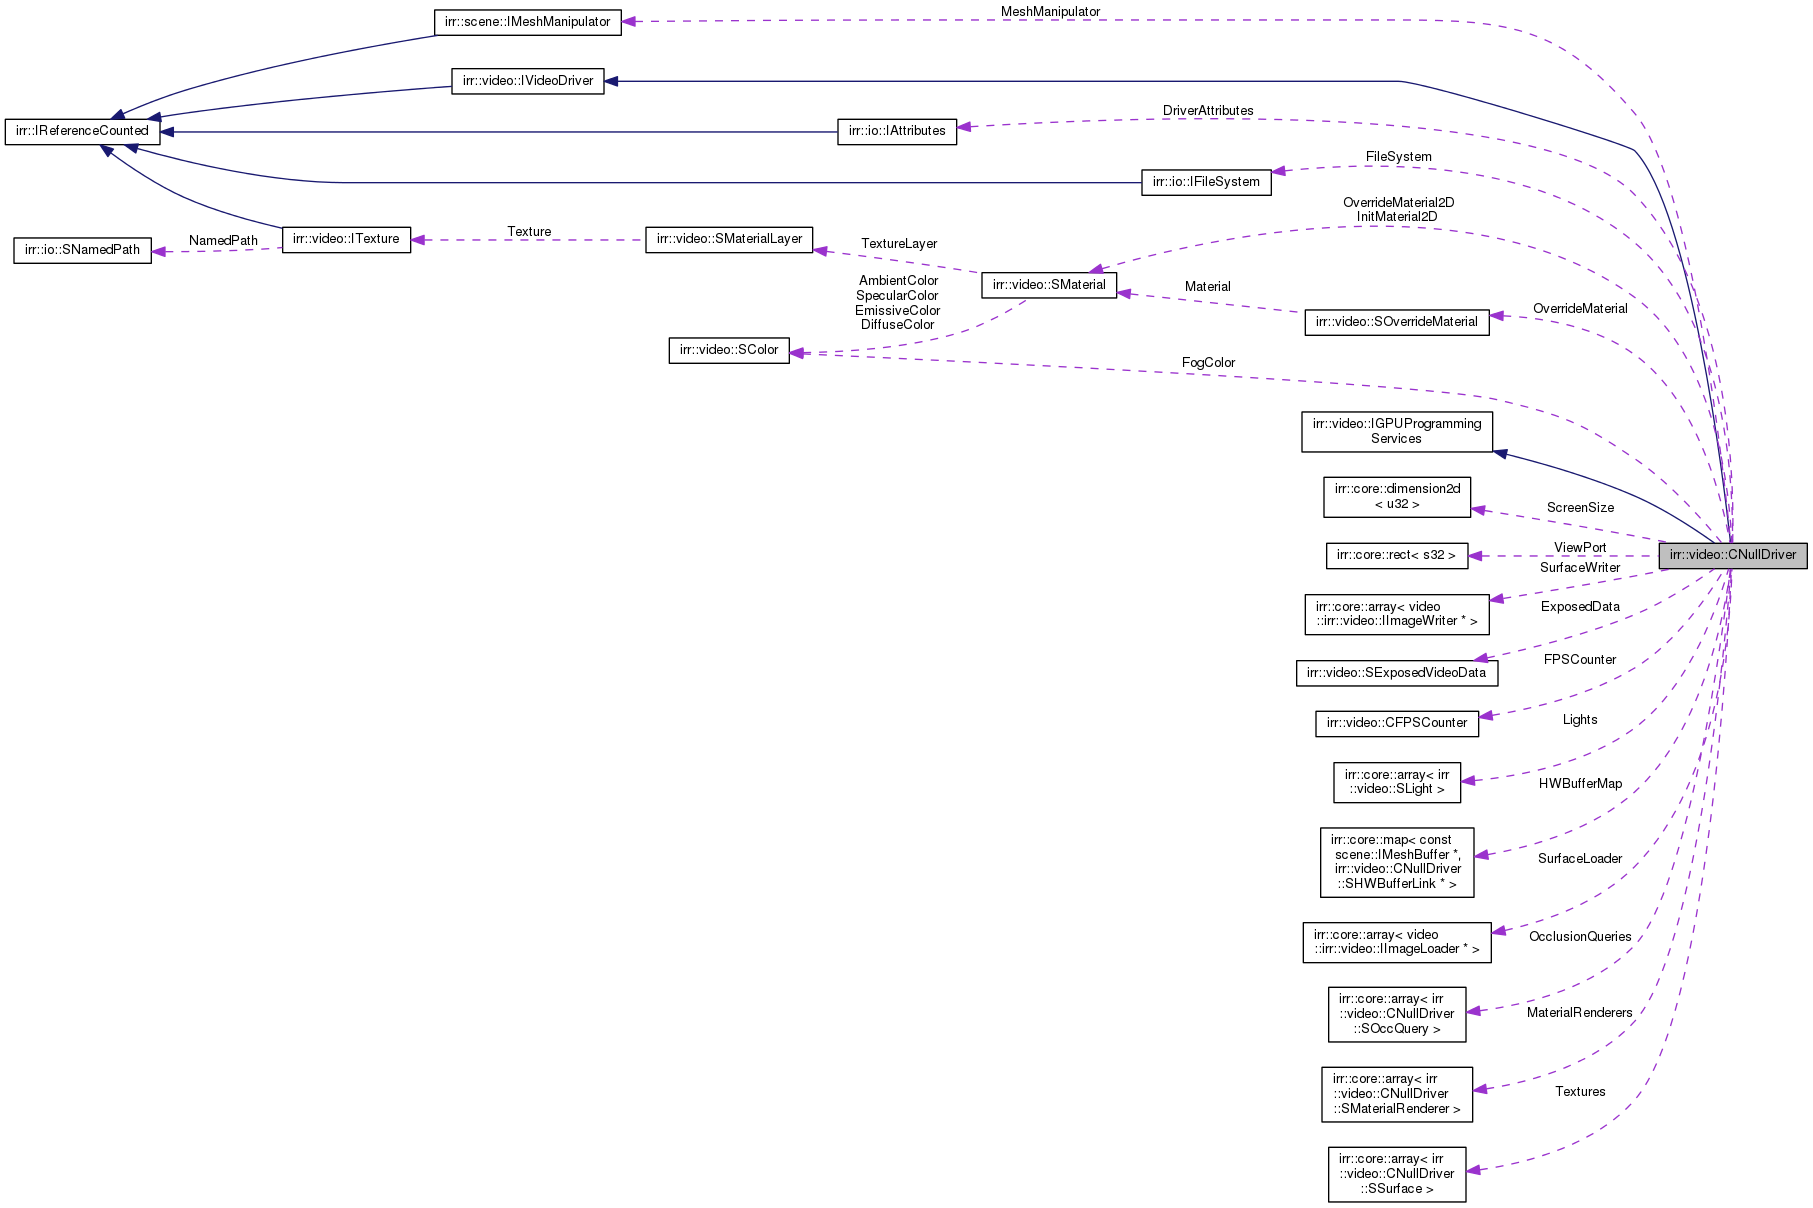 irr::scene::IMeshManipulator
MeshManipulator
irr::video::IVideoDriver
irr::IReferenceCounted
irr::io::IAttributes
DriverAttributes
FileSystem
irr::io::IFileSystem
OverrideMaterial2D
InitMaterial2D
irr::io::SNamedPath
NamedPath
irr::video::ITexture
Texture
irr::video::SMaterialLayer
TextureLayer
irr::video::SMaterial
Material
irr::video::SOverrideMaterial
OverrideMaterial
AmbientColor
SpecularColor
EmissiveColor
DiffuseColor
irr::video::SColor
FogColor
irr::video::IGPUProgramming
Services
irr::core::dimension2d
< u32 >
ScreenSize
irr::core::rect< s32 >
ViewPort
irr::video::CNullDriver
SurfaceWriter
irr::core::array< video
::irr::video::IImageWriter * >
ExposedData
irr::video::SExposedVideoData
FPSCounter
irr::video::CFPSCounter
Lights
irr::core::array< irr
::video::SLight >
HWBufferMap
irr::core::map< const
scene::IMeshBuffer *,
irr::video::CNullDriver
::SHWBufferLink * >
SurfaceLoader
irr::core::array< video
::irr::video::IImageLoader * >
OcclusionQueries
irr::core::array< irr
::video::CNullDriver
::SOccQuery >
MaterialRenderers
irr::core::array< irr
::video::CNullDriver
::SMaterialRenderer >
Textures
irr::core::array< irr
::video::CNullDriver
::SSurface >